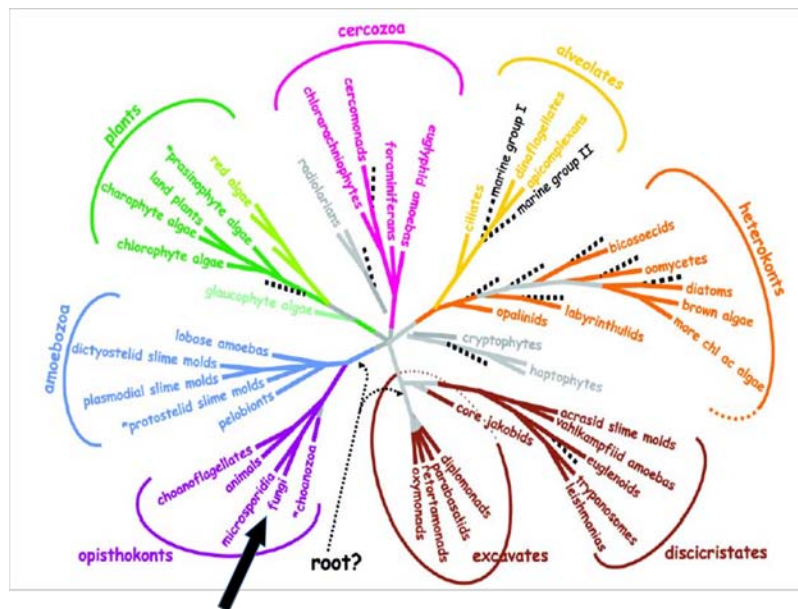 cercozoa
cercomonads
chlorarachniophytes
foraminiferans
euglyphid amoebas
radiolarians
alveolates
marine group I
dinoflagellates
apicomplexans
marine group II
ciliates
plants
red algae
*prasinophyte algae
land plants
charophyte algae
chlorophyte algae
glaucophyte algae
heterokonts
bicosoecids
oomycetes
diatoms
brown algae
more chl ac algae
labyrinthulids
opalinids
cryptophytes
haptophytes
amoebozoa
lobose amoebas
dictyostelid slime molds
plasmodial slime molds
*protostelid slime molds
pelobionts
choanoflagellates
animals
microsporidia
fungi
*choanozoa
opisthokonts
root?
core jakobids
diplomonads
parabasalids
retortamonads
oxymonads
excavates
acrasid slime molds
vahlkampfiid amoebas
euglenoids
trypanosomes
leishmanias
discicristates